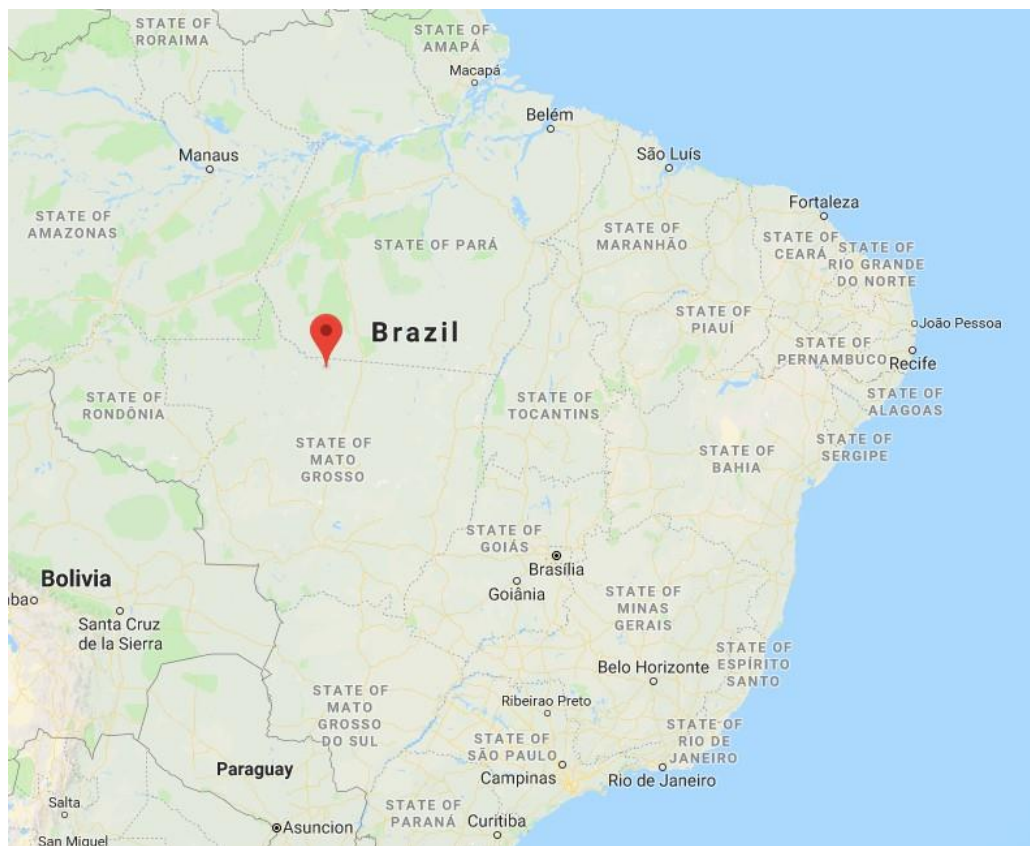 STATE OF
RORAIMA
STATE OF
AMAPÁ
Macapá
Belém
Manaus
São Luís
Fortaleza
STATE OF
AMAZONAS
STATE OF PARÁ
STATE OF
MARANHÃO
STATE OF
CEARÁ
STATE OF
RIO GRANDE
DO NORTE
Brazil
STATE OF
PIAUÍ
João Pessoa
STATE OF
PERNAMBUCO
Recife
STATE OF
RONDÔNIA
STATE OF
TOCANTINS
STATE OF
ALAGOAS
STATE OF
MATO
GROSSO
STATE OF
BAHIA
STATE OF
SERGIPE
STATE OF
GOIÁS
Brasília
Goiânia
Bolivia
bao
Santa Cruz
de la Sierra
STATE OF
MINAS
GERAIS
STATE OF
ESPÍRITO
SANTO
Belo Horizonte
STATE OF
MATO
GROSSO
DO SUL
Ribeirao Preto
STATE OF
SÃO PAULO
STATE OF
RIO DE
JANEIRO
Paraguay
Campinas
Rio de Janeiro
Salta
STATE OF
PARANÁ
Curitiba
Asuncion
San Miguel